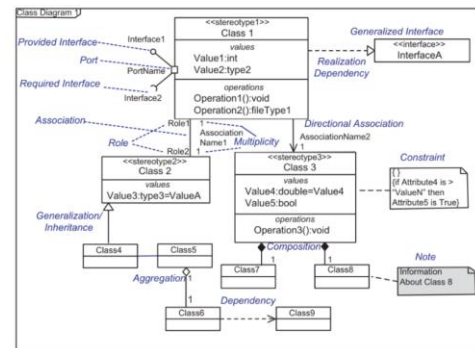 Class Diagram 1
<<stereotype1>>
Class 1
values
Value1:int
Value2:type2
operations
Operation1():void
Operation2():fileType1
Provided Interface
Interface1
Port
PortName
Required Interface
Interface2
Generalized Interface
<<interface>>
InterfaceA
Realization
Dependency
Association
Role1
1
Association
Name1
Role
Multiplicity
Role2
1
Directional Association
1
AssociationName2
<<stereotype2>>
Class 2
values
Value3:type3=ValueA
<<stereotype3>>
Class 3
values
Value4:double=Value4
Value5:bool
operations
Operation3():void
Constraint
{ }
{if Attribute4 is >
"ValueN" then
Attribute5 is True}
Generalization/
Inheritance
Class4
Class5
Composition
1
1
Class7
Class8
Note
Information
About Class 8
Aggregation
1
1
Class6
Dependency
Class9